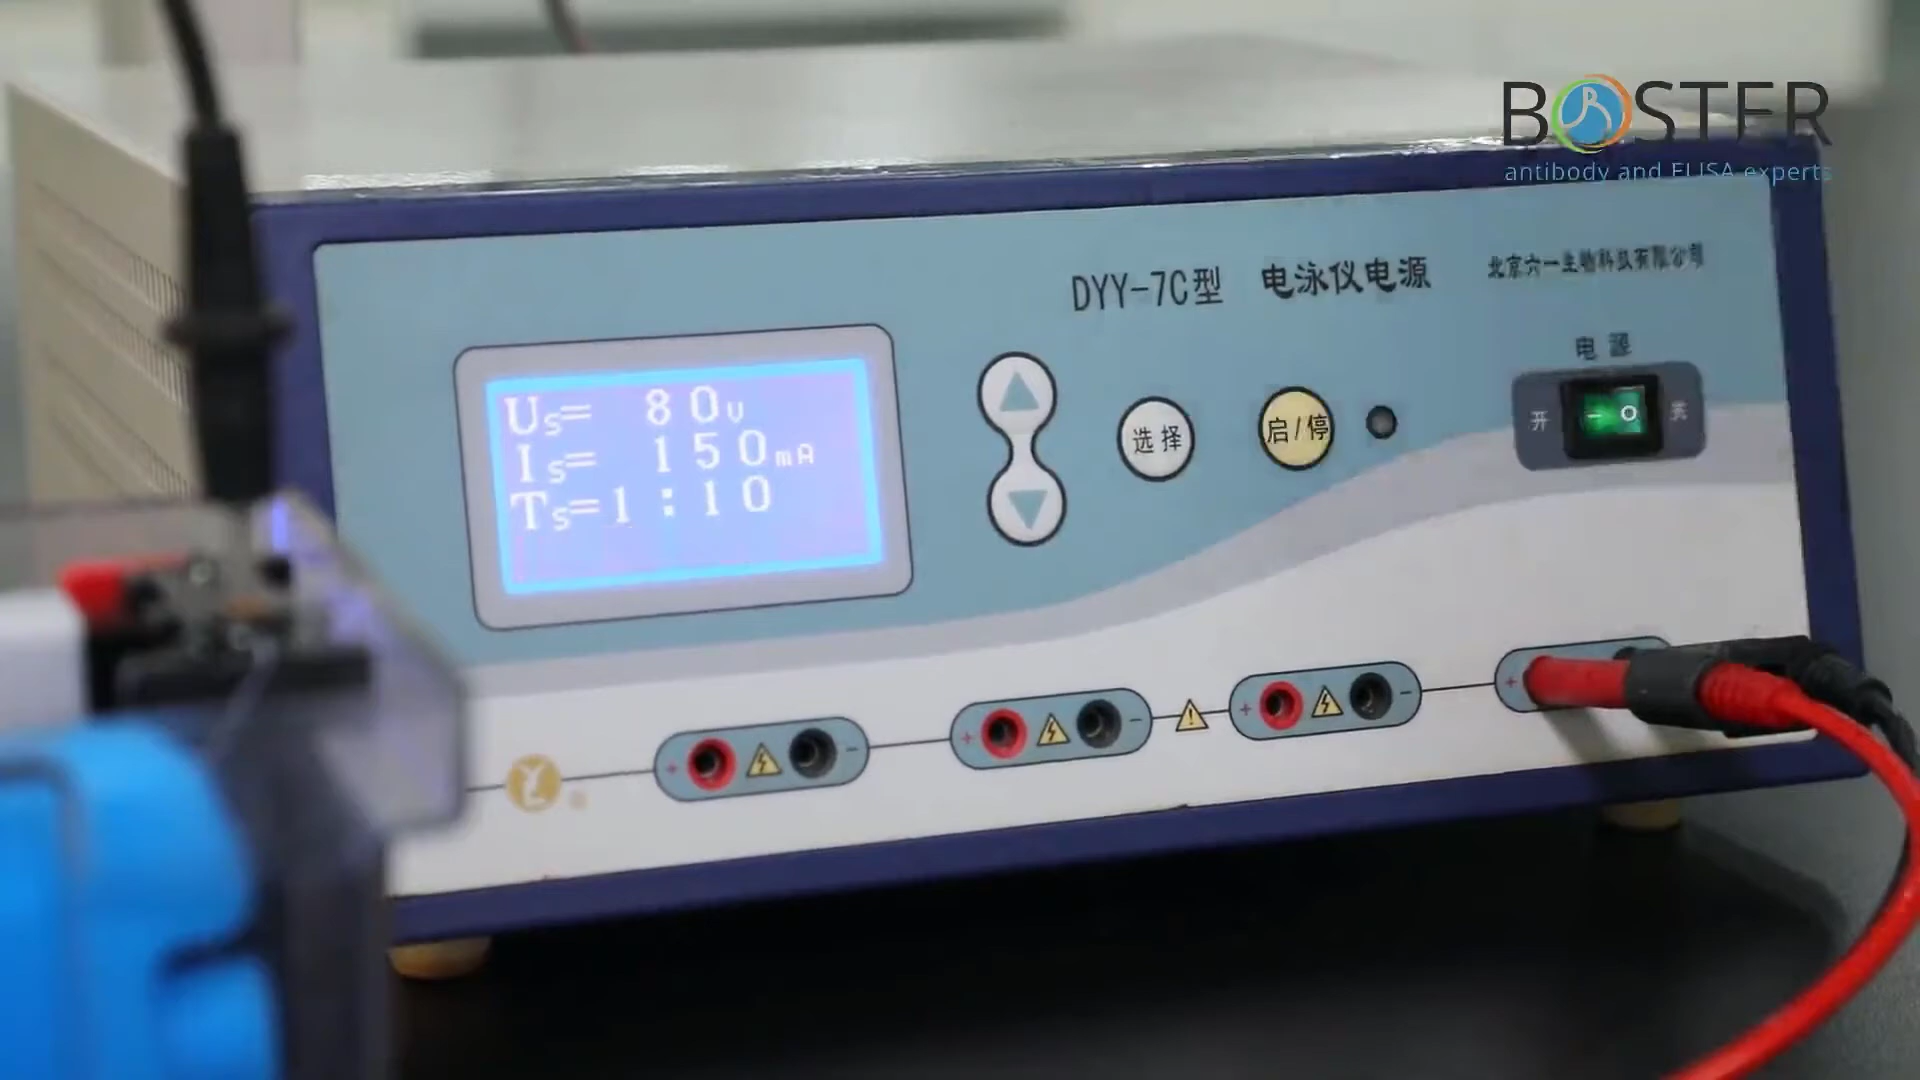 BOSTER
antibody and ELISA experts
DYY-7C型 电泳仪电源 北京六一生物科技有限公司
电源
开 关
Us= 80V
Is= 150mA
Ts=1:10
选择
启/停